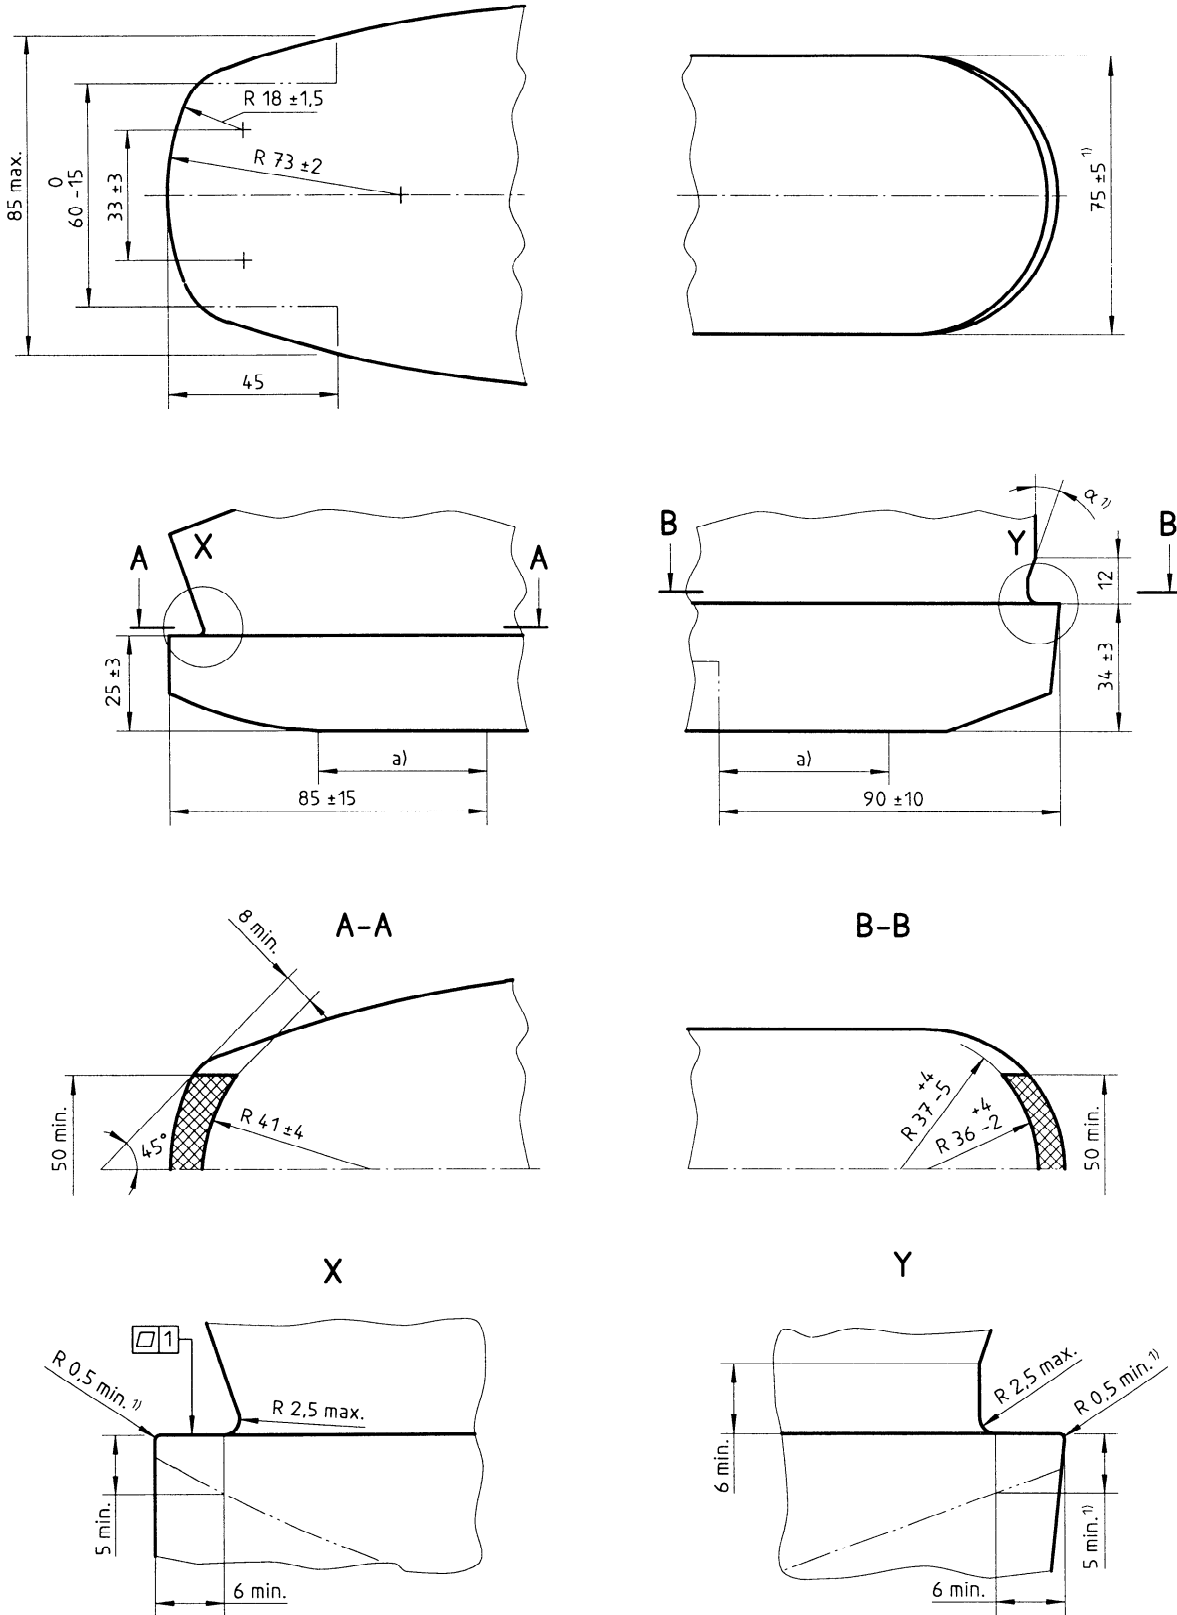 85 max.
0
60 -15
33 ±3
R 18 ±1,5
R 73 ±2
45
75 ±5 1)
A
X
A
25 ±3
a)
85 ±15
B
Y
α 1)
B
12
34 ±3
a)
90 ±10
A-A
8 min.
50 min.
45°
R 41 ±4
B-B
+4
R 37 -5
+4
R 36 -2
50 min.
X
1
R 0,5 min. 1)
R 2,5 max.
5 min.
6 min.
Y
R 2,5 max.
R 0,5 min. 1)
6 min.
5 min. 1)
6 min.